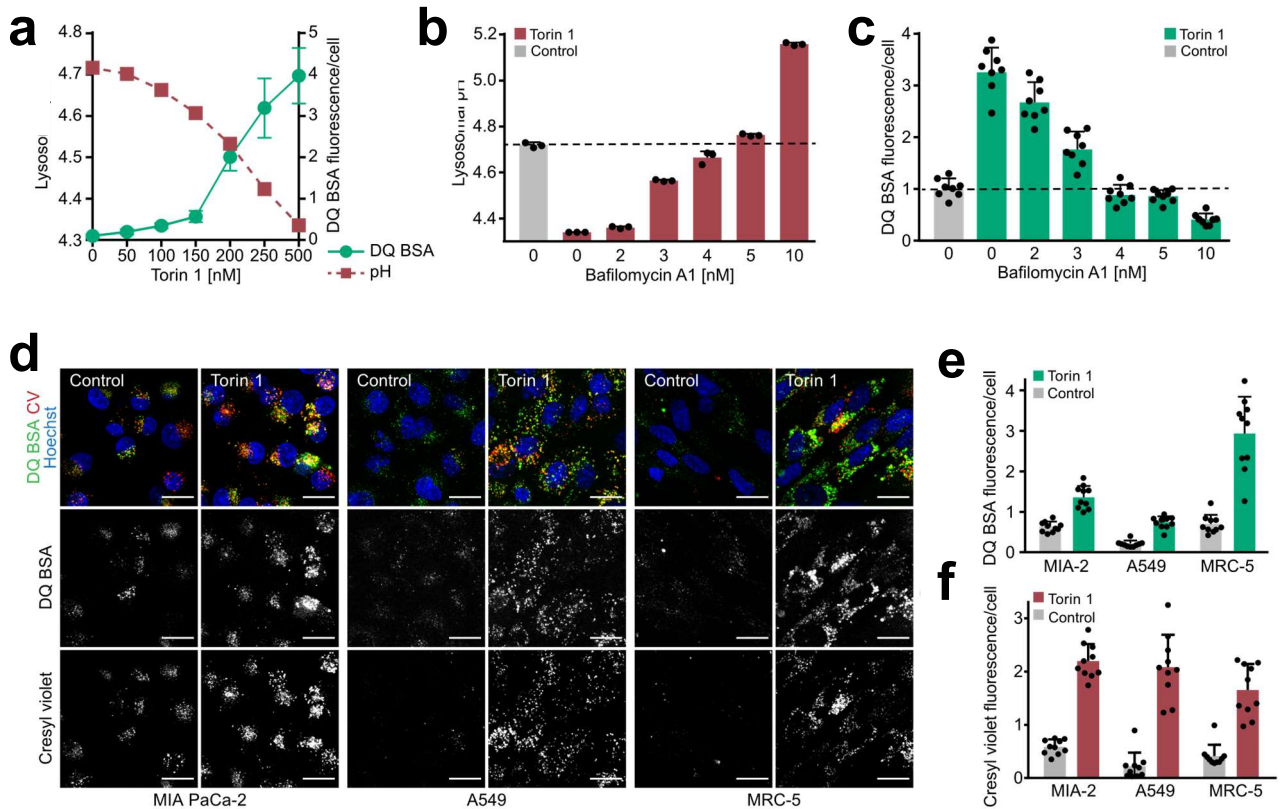 a
4.8
4.7
4.6
4.5
4.4
4.3
5
4
3
2
1
0
DQ BSA fluorescence/cell
0 50 100 150 200 250 500
Torin 1 [nM]
DQ BSA
pH
b
Torin 1
Control
5.2
5.0
4.8
4.6
4.4
0 0 2 3 4 5 10
Bafilomycin A1 [nM]
c
Torin 1
Control
DQ BSA fluorescence/cell
4
3
2
1
0
0 0 2 3 4 5 10
Bafilomycin A1 [nM]
d
Control Torin 1 Control Torin 1 Control Torin 1
DQ BSA CV
Hoechst
DQ BSA
Cresyl violet
MIA PaCa-2 A549 MRC-5
e
Torin 1
Control
DQ BSA fluorescence/cell
4
3
2
1
0
MIA-2 A549 MRC-5
f
Torin 1
Control
Cresyl violet fluorescence/cell
3
2
1
0
MIA-2 A549 MRC-5